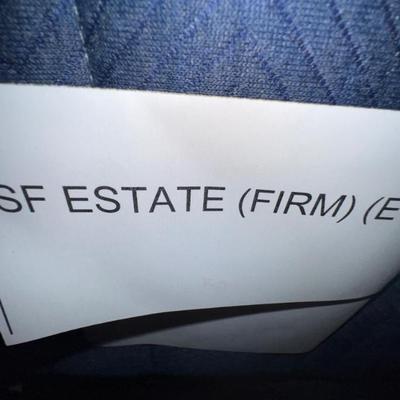 SF ESTATE (FIRM) (E